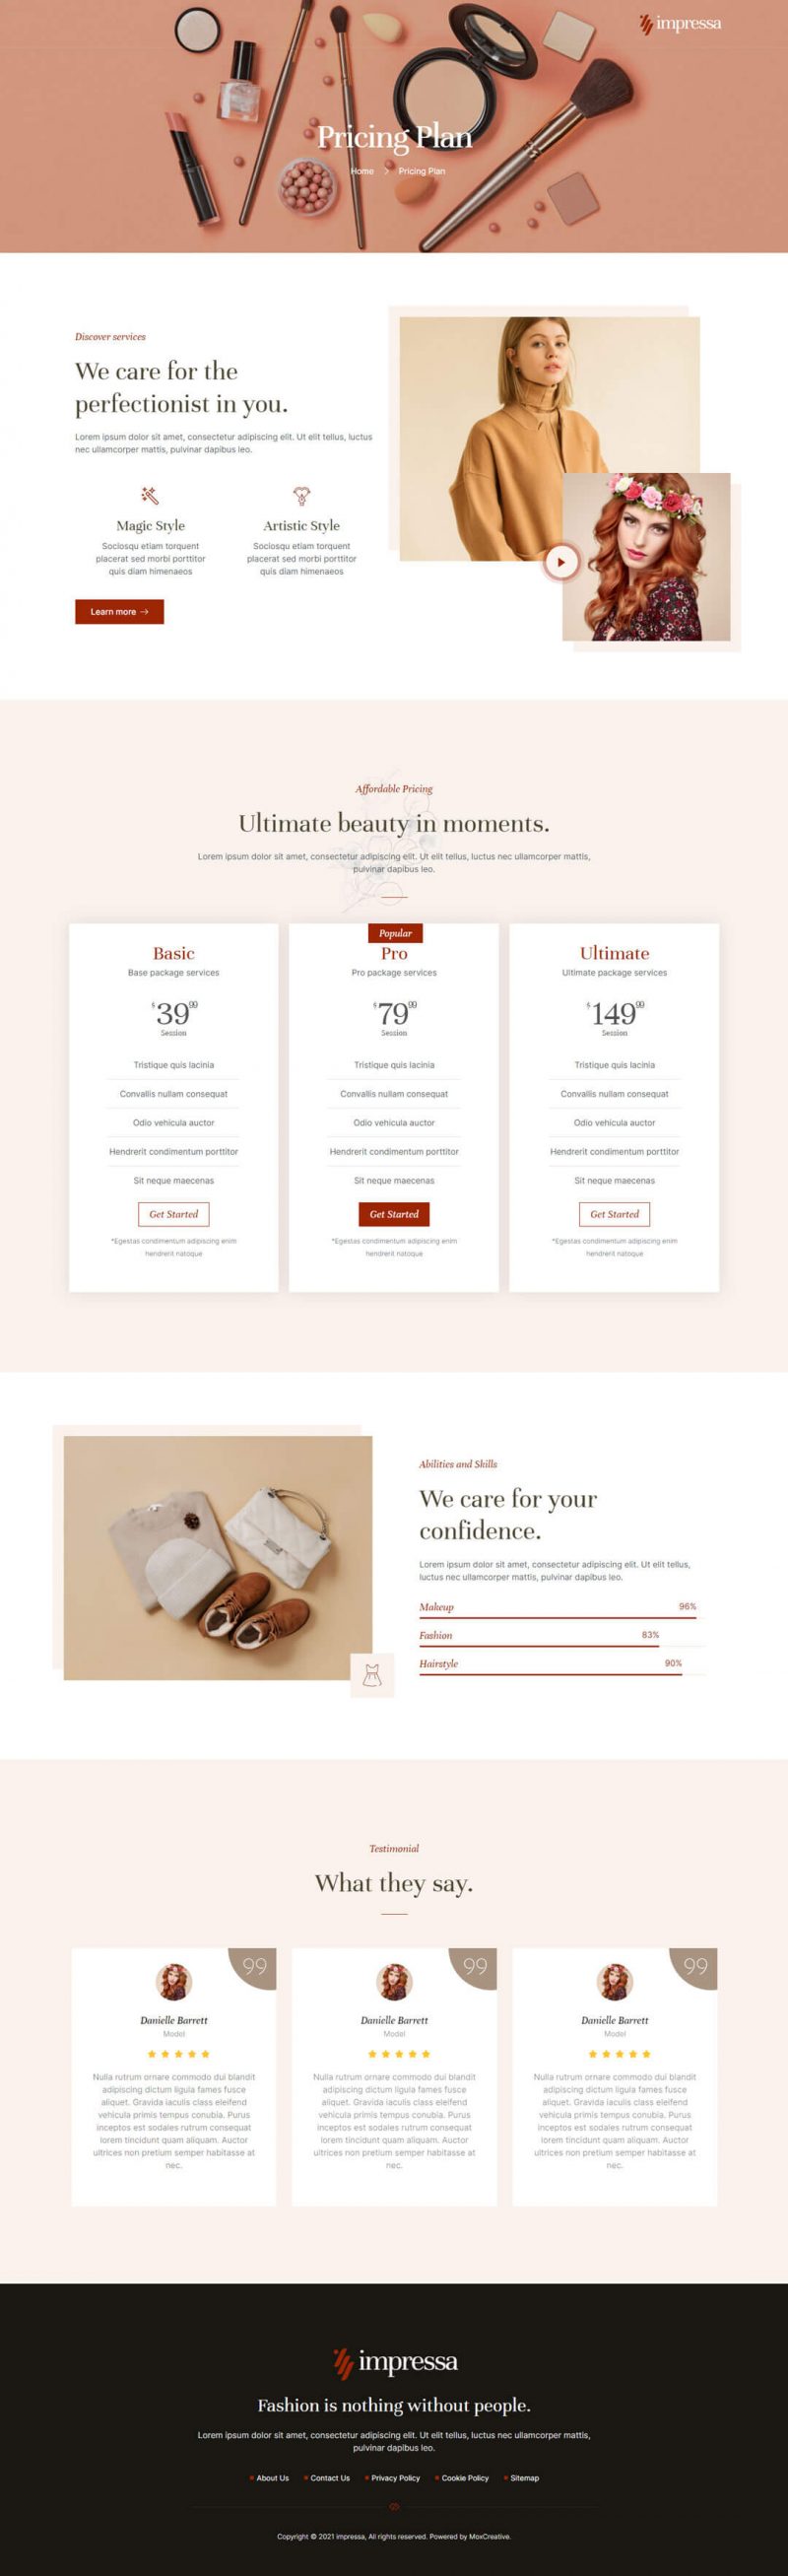 impressa
Pricing Plan
Home > Pricing Plan
Discover services
We care for the
perfectionist in you.
Lorem ipsum dolor sit amet, consectetur adipiscing elit. Ut elit tellus, luctus
nec ullamcorper mattis, pulvinar dapibus leo.
Magic Style
Sociosqu etiam torquent
placerat sed morbi porttitor
quis diam himenaeos
Artistic Style
Sociosqu etiam torquent
placerat sed morbi porttitor
quis diam himenaeos
Learn more →
Affordable Pricing
Ultimate beauty in moments.
Lorem ipsum dolor sit amet, consectetur adipiscing elit. Ut elit tellus, luctus nec ullamcorper mattis,
pulvinar dapibus leo.
Basic
Base package services
$39.99
Session
Tristique quis lacinia
Convallis nullam consequat
Odio vehicula auctor
Hendrerit condimentum porttitor
Sit neque maecenas
Get Started
*Egestas condimentum adipiscing enim
hendrerit natoque
Popular
Pro
Pro package services
$79.99
Session
Tristique quis lacinia
Convallis nullam consequat
Odio vehicula auctor
Hendrerit condimentum porttitor
Sit neque maecenas
Get Started
*Egestas condimentum adipiscing enim
hendrerit natoque
Ultimate
Ultimate package services
$149.99
Session
Tristique quis lacinia
Convallis nullam consequat
Odio vehicula auctor
Hendrerit condimentum porttitor
Sit neque maecenas
Get Started
*Egestas condimentum adipiscing enim
hendrerit natoque
Abilities and Skills
We care for your
confidence.
Lorem ipsum dolor sit amet, consectetur adipiscing elit. Ut elit tellus,
luctus nec ullamcorper mattis, pulvinar dapibus leo.
Makeup 96%
Fashion 83%
Hairstyle 90%
Testimonial
What they say.
Danielle Barrett
Model
Nulla rutrum ornare commodo dui blandit
adipiscing dictum ligula fames fusce
aliquet. Gravida iaculis class eleifend
vehicula primis tempus conubia. Purus
inceptos est sodales rutrum consequat
lorem tincidunt quam aliquam. Auctor
ultrices non pretium semper habitasse at
nec.
Danielle Barrett
Model
Nulla rutrum ornare commodo dui blandit
adipiscing dictum ligula fames fusce
aliquet. Gravida iaculis class eleifend
vehicula primis tempus conubia. Purus
inceptos est sodales rutrum consequat
lorem tincidunt quam aliquam. Auctor
ultrices non pretium semper habitasse at
nec.
Danielle Barrett
Model
Nulla rutrum ornare commodo dui blandit
adipiscing dictum ligula fames fusce
aliquet. Gravida iaculis class eleifend
vehicula primis tempus conubia. Purus
inceptos est sodales rutrum consequat
lorem tincidunt quam aliquam. Auctor
ultrices non pretium semper habitasse at
nec.
impressa
Fashion is nothing without people.
Lorem ipsum dolor sit amet, consectetur adipiscing elit. Ut elit tellus, luctus nec ullamcorper mattis,
pulvinar dapibus leo.
About Us Contact Us Privacy Policy Cookie Policy Sitemap
Copyright © 2021 impressa, All rights reserved. Powered by MoxCreative.